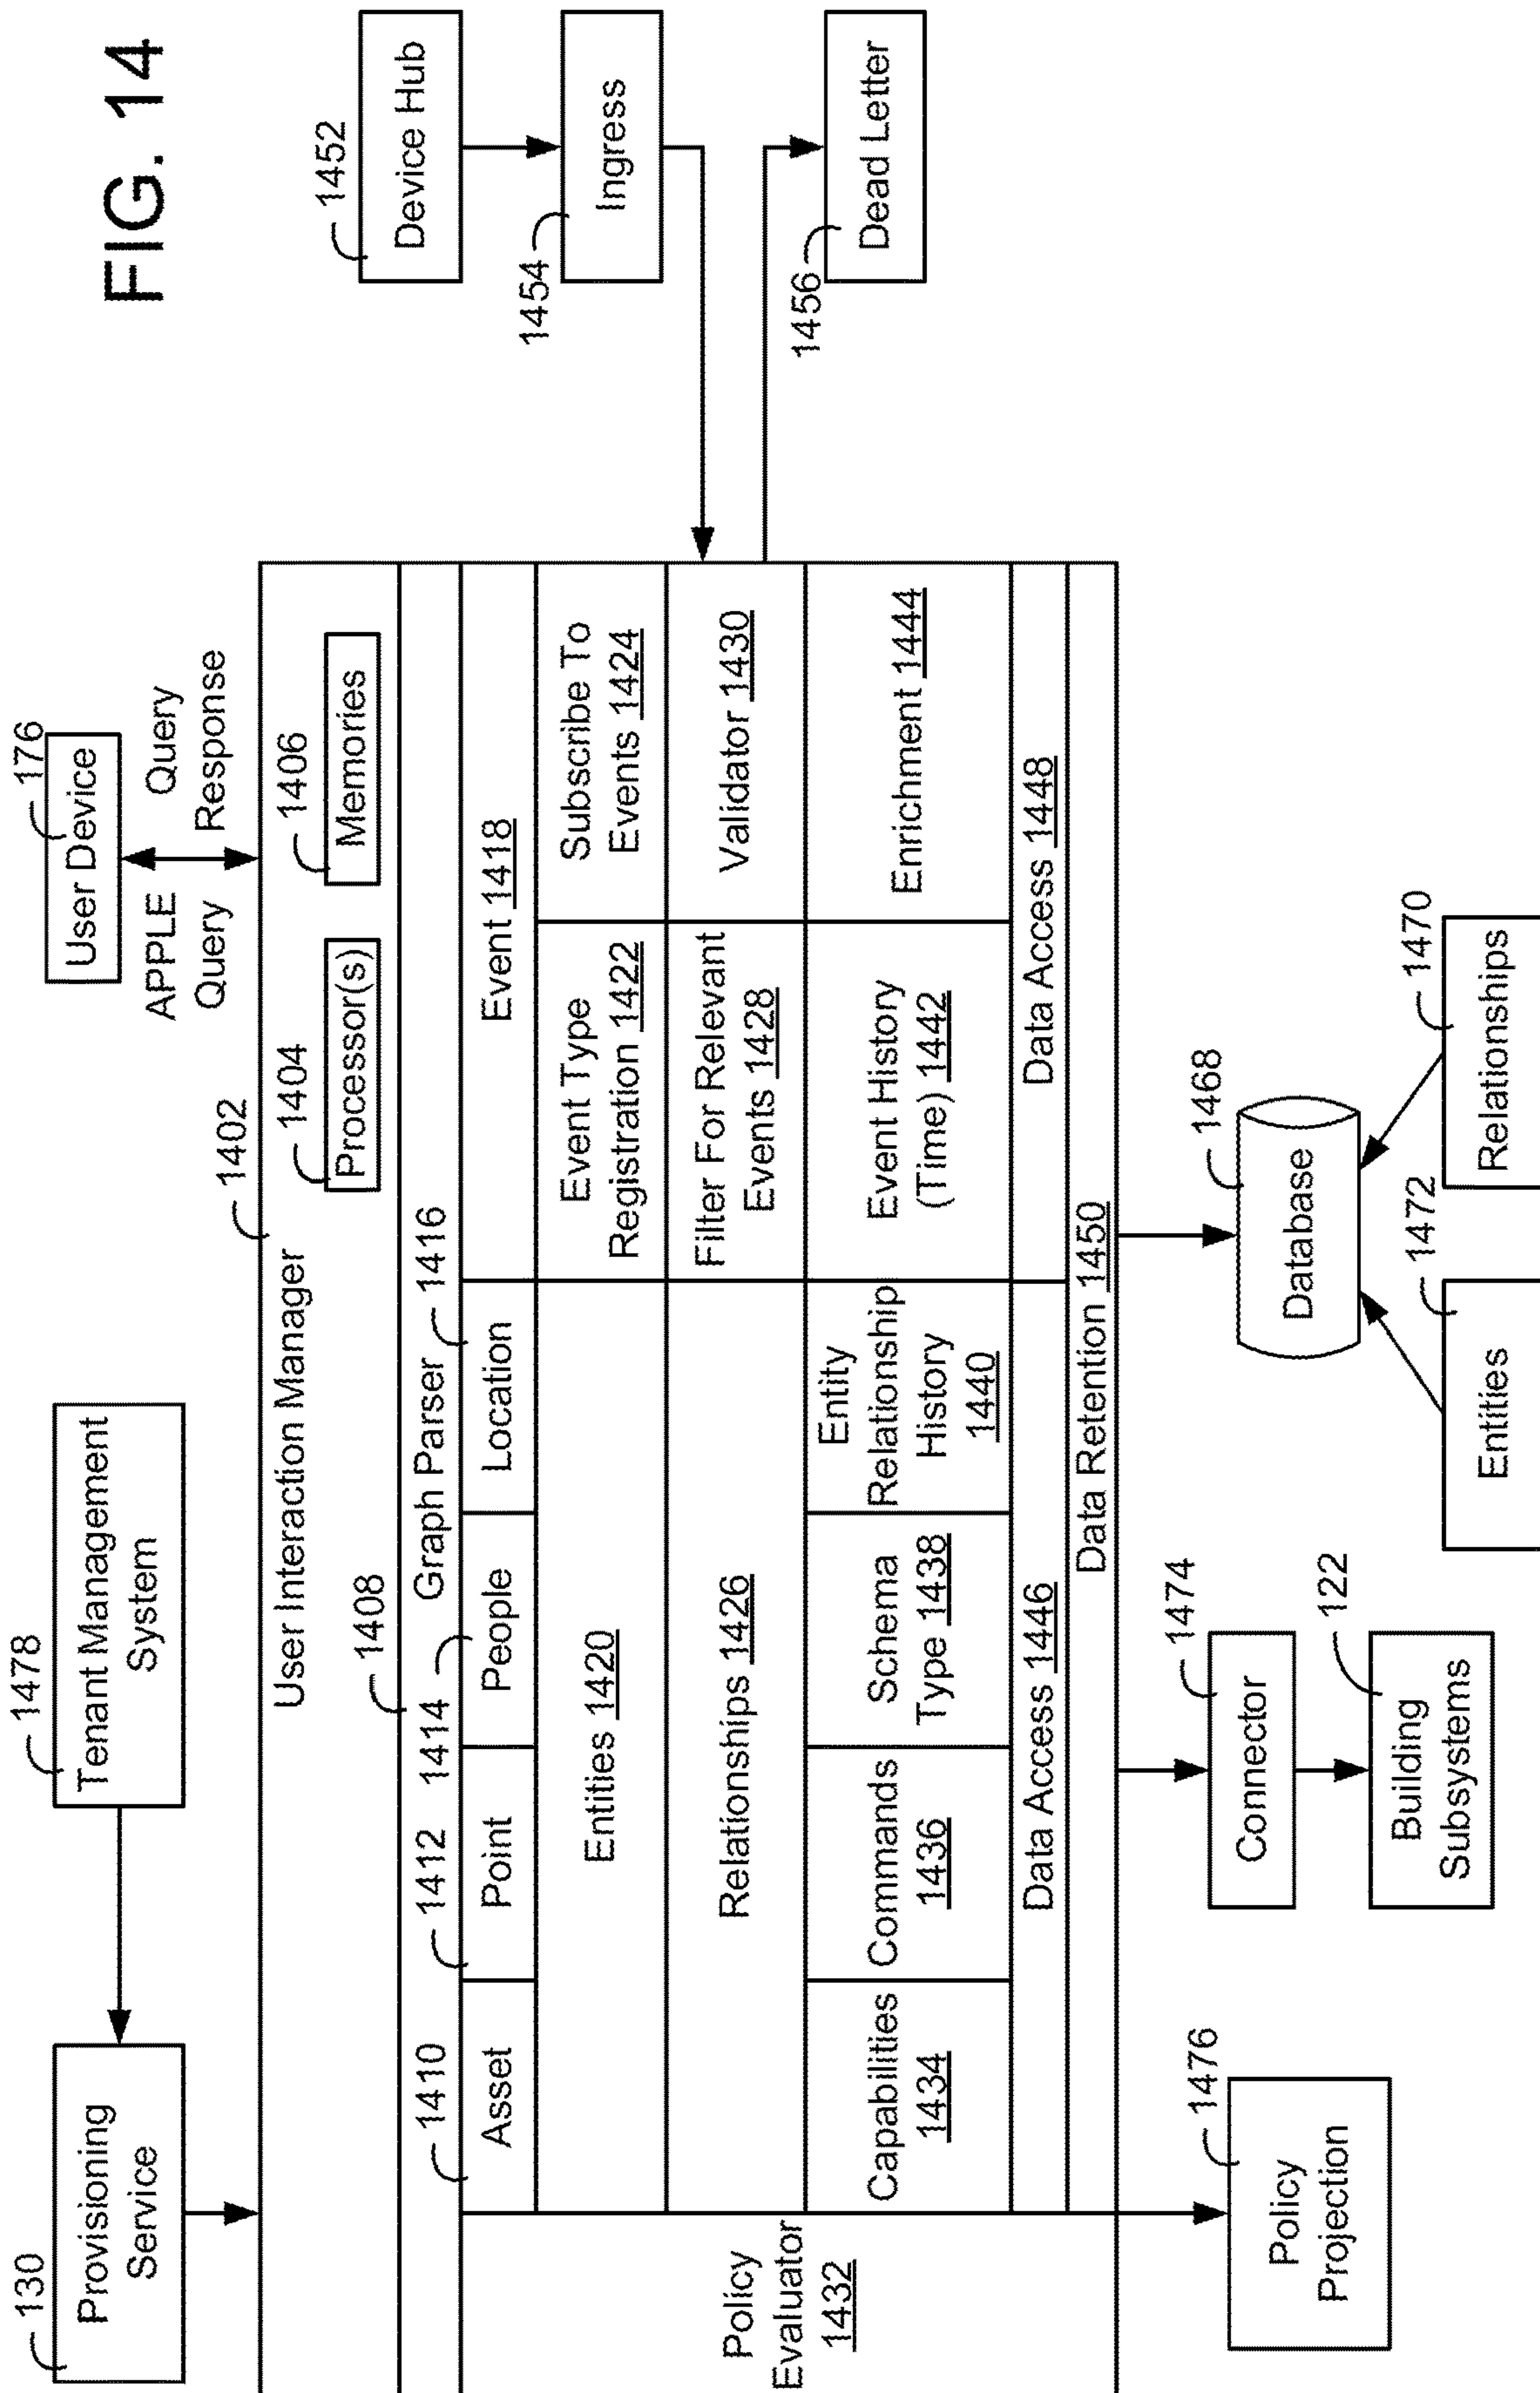 FIG. 14
130
Provisioning
Service
1478
Tenant Management
System
176
User Device
APPLE
Query
Query
Response
1402
User Interaction Manager
1404
Processor(s)
1406
Memories
1408
Graph Parser
1410
Asset
1412
Point
1414
People
1416
Location
Event 1418
Entities 1420
Event Type
Registration 1422
Subscribe To
Events 1424
Relationships 1426
Filter For Relevant
Events 1428
Validator 1430
Policy
Evaluator
1432
Capabilities
1434
Commands
1436
Schema
Type 1438
Entity
Relationship
History
1440
Event History
(Time) 1442
Enrichment 1444
Data Access 1446
Data Access 1448
Data Retention 1450
1452
Device Hub
1454
Ingress
1456
Dead Letter
1476
Policy
Projection
1474
Connector
122
Building
Subsystems
1468
Database
1472
Entities
1470
Relationships